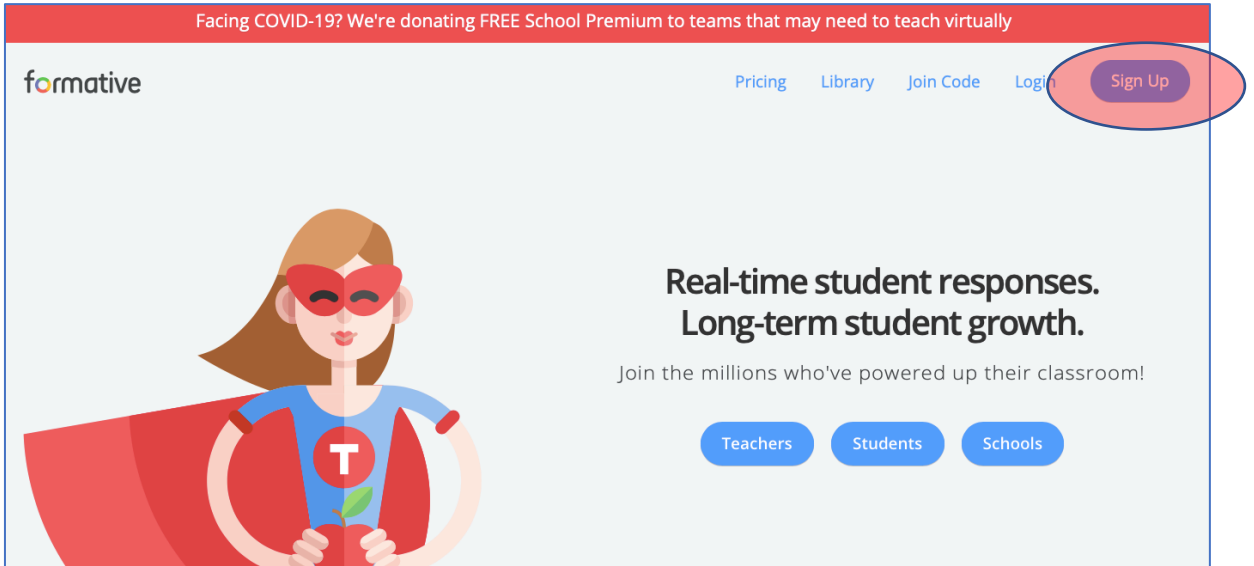 Facing COVID-19? We're donating FREE School Premium to teams that may need to teach virtually
formative
Pricing Library Join Code Login Sign Up
Real-time student responses.
Long-term student growth.
Join the millions who've powered up their classroom!
Teachers Students Schools
T